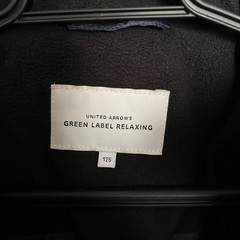 UNITED ARROWS
GREEN LABEL RELAXING
125